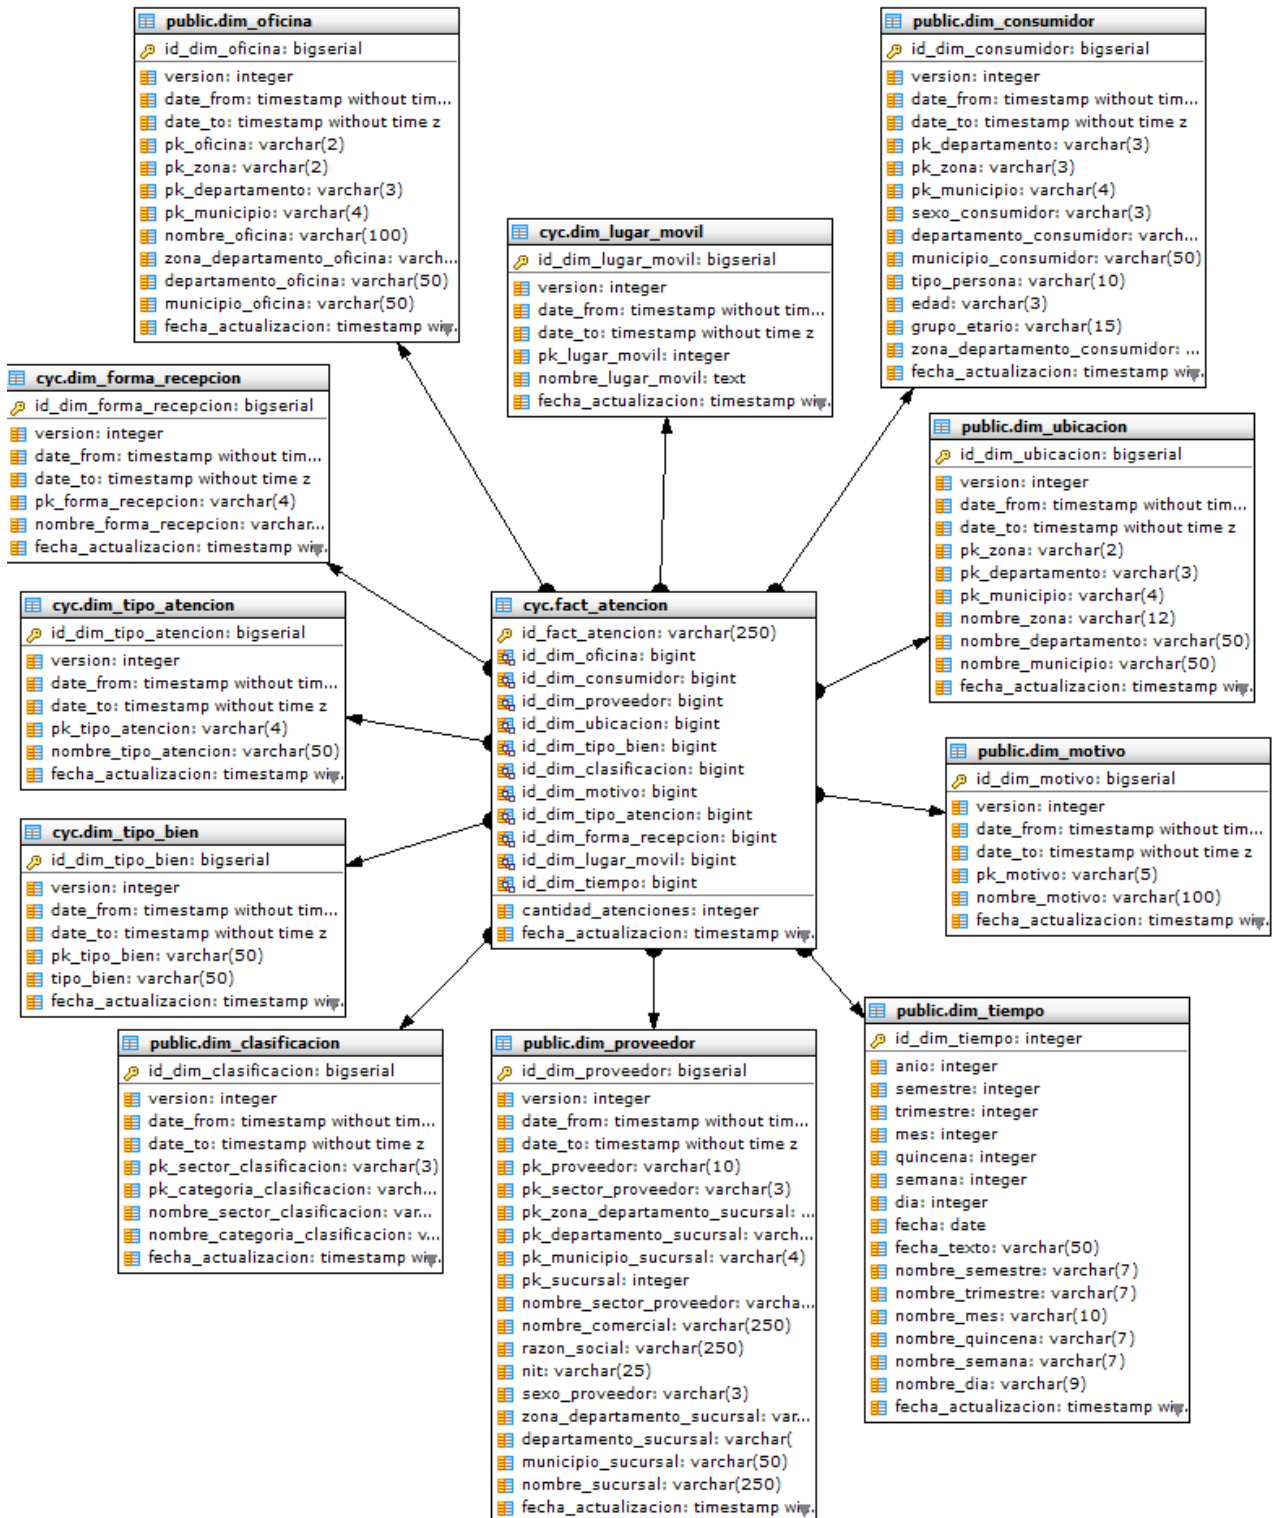 public.dim_oficina
id_dim_oficina: bigserial
version: integer
date_from: timestamp without tim...
date_to: timestamp without time z
pk_oficina: varchar(2)
pk_zona: varchar(2)
pk_departamento: varchar(3)
pk_municipio: varchar(4)
nombre_oficina: varchar(100)
zona_departamento_oficina: varch...
departamento_oficina: varchar(50)
municipio_oficina: varchar(50)
fecha_actualizacion: timestamp wi...
public.dim_consumidor
id_dim_consumidor: bigserial
version: integer
date_from: timestamp without tim...
date_to: timestamp without time z
pk_departamento: varchar(3)
pk_zona: varchar(3)
pk_municipio: varchar(4)
sexo_consumidor: varchar(3)
departamento_consumidor: varch...
municipio_consumidor: varchar(50)
tipo_persona: varchar(10)
edad: varchar(3)
grupo_etario: varchar(15)
zona_departamento_consumidor: ...
fecha_actualizacion: timestamp wi...
cyc.dim_lugar_movil
id_dim_lugar_movil: bigserial
version: integer
date_from: timestamp without tim...
date_to: timestamp without time z
pk_lugar_movil: integer
nombre_lugar_movil: text
fecha_actualizacion: timestamp wi...
cyc.dim_forma_recepcion
id_dim_forma_recepcion: bigserial
version: integer
date_from: timestamp without tim...
date_to: timestamp without time z
pk_forma_recepcion: varchar(4)
nombre_forma_recepcion: varchar...
fecha_actualizacion: timestamp wi...
public.dim_ubicacion
id_dim_ubicacion: bigserial
version: integer
date_from: timestamp without tim...
date_to: timestamp without time z
pk_zona: varchar(2)
pk_departamento: varchar(3)
pk_municipio: varchar(4)
nombre_zona: varchar(12)
nombre_departamento: varchar(50)
nombre_municipio: varchar(50)
fecha_actualizacion: timestamp wi...
cyc.dim_tipo_atencion
id_dim_tipo_atencion: bigserial
version: integer
date_from: timestamp without tim...
date_to: timestamp without time z
pk_tipo_atencion: varchar(4)
nombre_tipo_atencion: varchar(50)
fecha_actualizacion: timestamp wi...
cyc.fact_atencion
id_fact_atencion: varchar(250)
id_dim_oficina: bigint
id_dim_consumidor: bigint
id_dim_proveedor: bigint
id_dim_ubicacion: bigint
id_dim_tipo_bien: bigint
id_dim_clasificacion: bigint
id_dim_motivo: bigint
id_dim_tipo_atencion: bigint
id_dim_forma_recepcion: bigint
id_dim_lugar_movil: bigint
id_dim_tiempo: bigint
cantidad_atenciones: integer
fecha_actualizacion: timestamp wi...
public.dim_motivo
id_dim_motivo: bigserial
version: integer
date_from: timestamp without tim...
date_to: timestamp without time z
pk_motivo: varchar(5)
nombre_motivo: varchar(100)
fecha_actualizacion: timestamp wi...
cyc.dim_tipo_bien
id_dim_tipo_bien: bigserial
version: integer
date_from: timestamp without tim...
date_to: timestamp without time z
pk_tipo_bien: varchar(50)
tipo_bien: varchar(50)
fecha_actualizacion: timestamp wi...
public.dim_clasificacion
id_dim_clasificacion: bigserial
version: integer
date_from: timestamp without tim...
date_to: timestamp without time z
pk_sector_clasificacion: varchar(3)
pk_categoria_clasificacion: varch...
nombre_sector_clasificacion: var...
nombre_categoria_clasificacion: v...
fecha_actualizacion: timestamp wi...
public.dim_proveedor
id_dim_proveedor: bigserial
version: integer
date_from: timestamp without tim...
date_to: timestamp without time z
pk_proveedor: varchar(10)
pk_sector_proveedor: varchar(3)
pk_zona_departamento_sucursal: ...
pk_departamento_sucursal: varch...
pk_municipio_sucursal: varchar(4)
pk_sucursal: integer
nombre_sector_proveedor: varcha...
nombre_comercial: varchar(250)
razon_social: varchar(250)
nit: varchar(25)
sexo_proveedor: varchar(3)
zona_departamento_sucursal: var...
departamento_sucursal: varchar(
municipio_sucursal: varchar(50)
nombre_sucursal: varchar(250)
fecha_actualizacion: timestamp wi...
public.dim_tiempo
id_dim_tiempo: integer
anio: integer
semestre: integer
trimestre: integer
mes: integer
quincena: integer
semana: integer
dia: integer
fecha: date
fecha_texto: varchar(50)
nombre_semestre: varchar(7)
nombre_trimestre: varchar(7)
nombre_mes: varchar(10)
nombre_quincena: varchar(7)
nombre_semana: varchar(7)
nombre_dia: varchar(9)
fecha_actualizacion: timestamp wi...